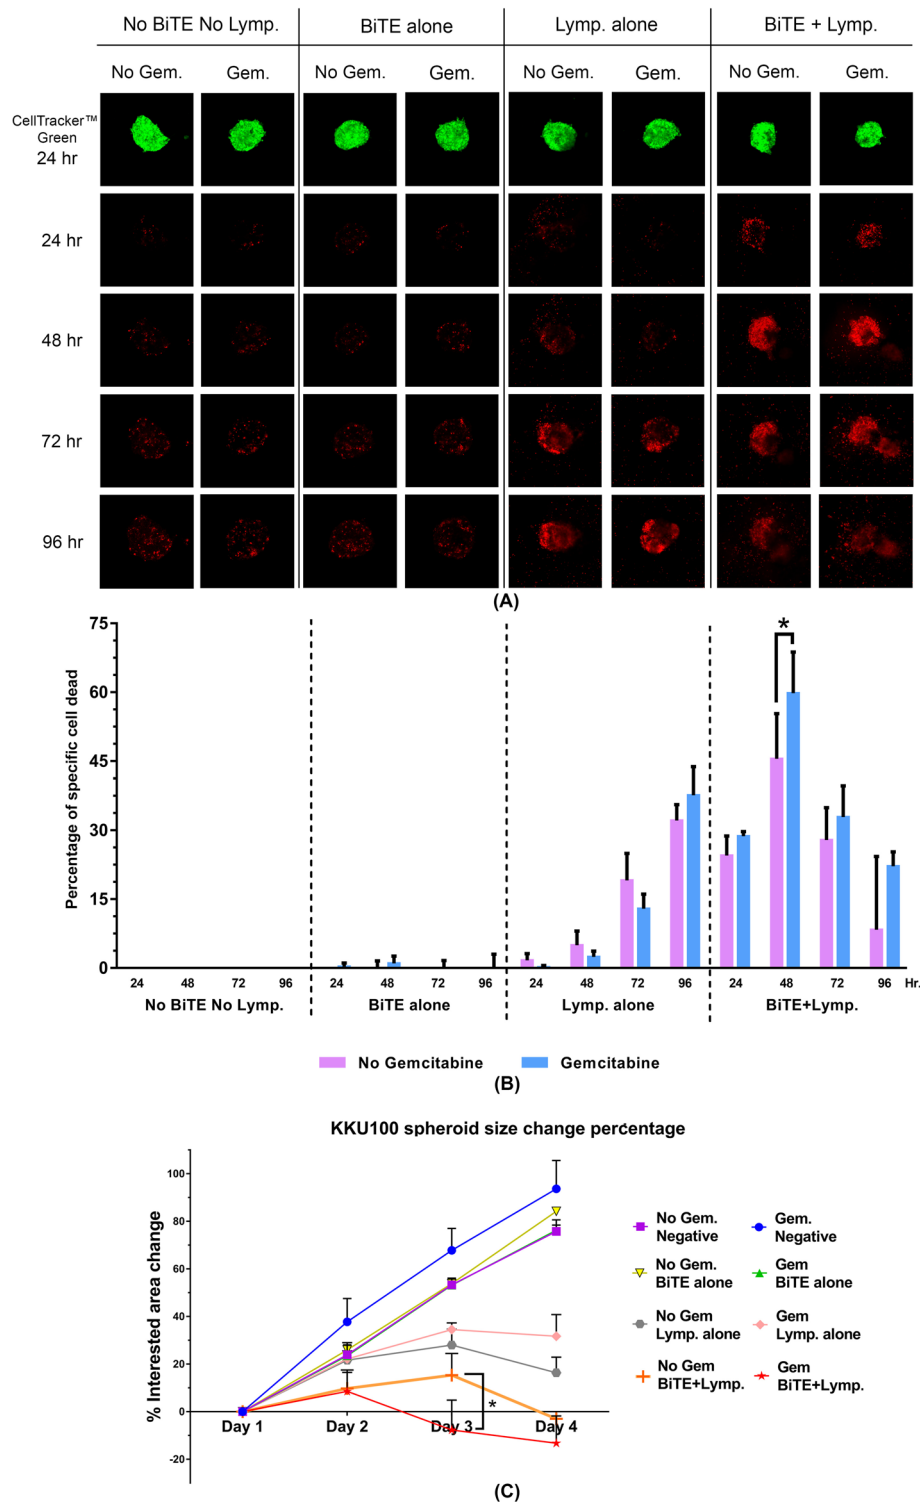 No BiTE No Lymp. BiTE alone Lymp. alone BiTE + Lymp.
No Gem. Gem. No Gem. Gem. No Gem. Gem. No Gem. Gem.
CellTracker™
Green
24 hr
24 hr
48 hr
72 hr
96 hr
(A)
Percentage of specific cell dead
75
60
45
30
15
0
*
24 48 72 96 24 48 72 96 24 48 72 96 24 48 72 96 Hr.
No BiTE No Lymp. BiTE alone Lymp. alone BiTE+Lymp.
No Gemcitabine Gemcitabine
(B)
KKU100 spheroid size change percentage
% Interested area change
100
80
60
40
20
0
-20
Day 1 Day 2 Day 3 Day 4
*
No Gem.
Negative
Gem.
Negative
No Gem.
BiTE alone
Gem
BiTE alone
No Gem
Lymp. alone
Gem
Lymp. alone
No Gem
BiTE+Lymp.
Gem
BiTE+Lymp.
(C)